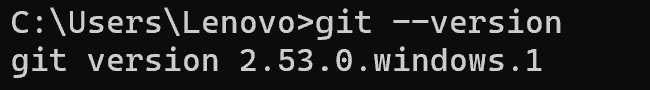 C:\Users\Lenovo>git --version
git version 2.53.0.windows.1